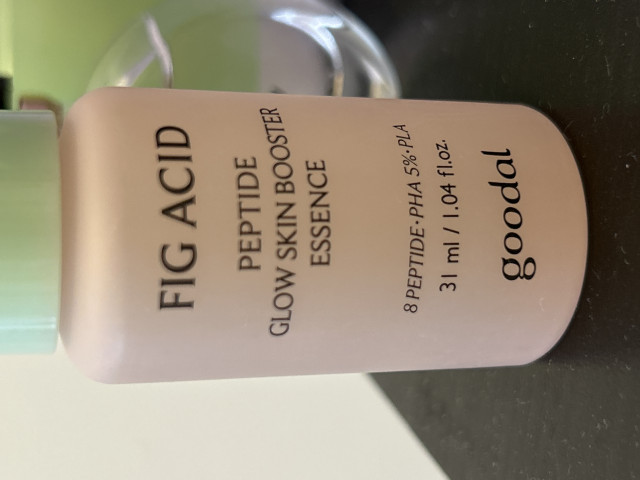 FIG ACID
PEPTIDE
GLOW SKIN BOOSTER
ESSENCE
8 PEPTIDE·PHA 5%·PLA
31 ml / 1.04 fl.oz.
goodal